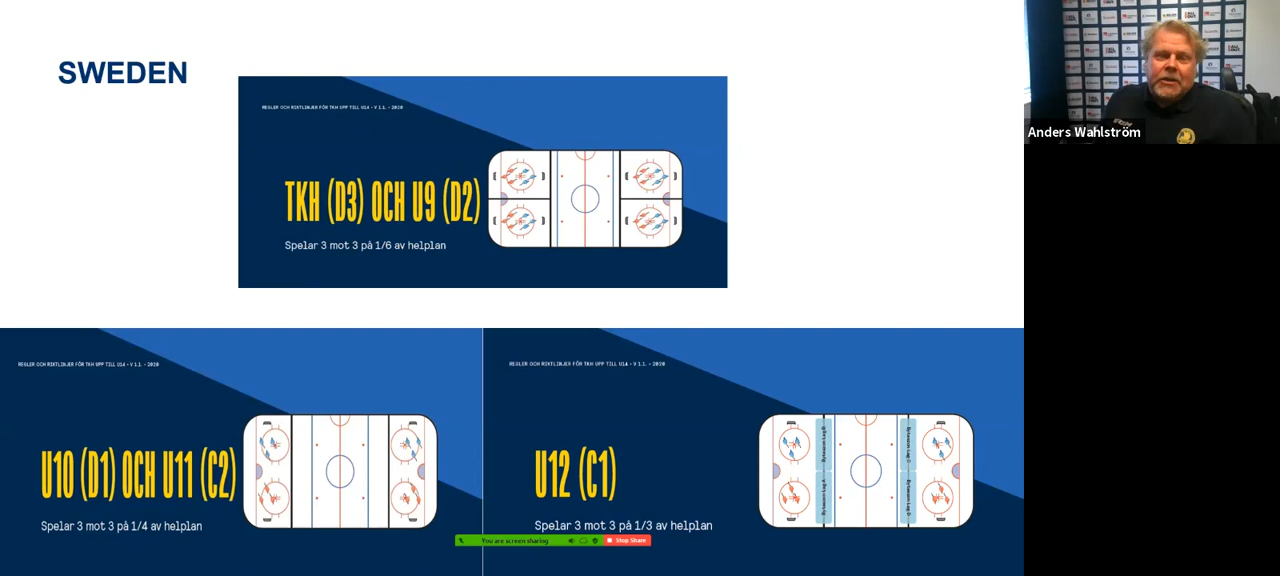 SWEDEN
REGLER OCH RIKTLINJER FÖR TKH UPP TILL U14 - V 1.1. - 2020
TKH (D3) OCH U9 (D2)
Spelar 3 mot 3 på 1/6 av helplan
Anders Wahlström
REGLER OCH RIKTLINJER FÖR TKH UPP TILL U14 - V 1.1. - 2020
U10 (D1) OCH U11 (C2)
Spelar 3 mot 3 på 1/4 av helplan
REGLER OCH RIKTLINJER FÖR TKH UPP TILL U14 - V 1.1. - 2020
U12 (C1)
Spelar 3 mot 3 på 1/3 av helplan
You are screen sharing
Stop Share